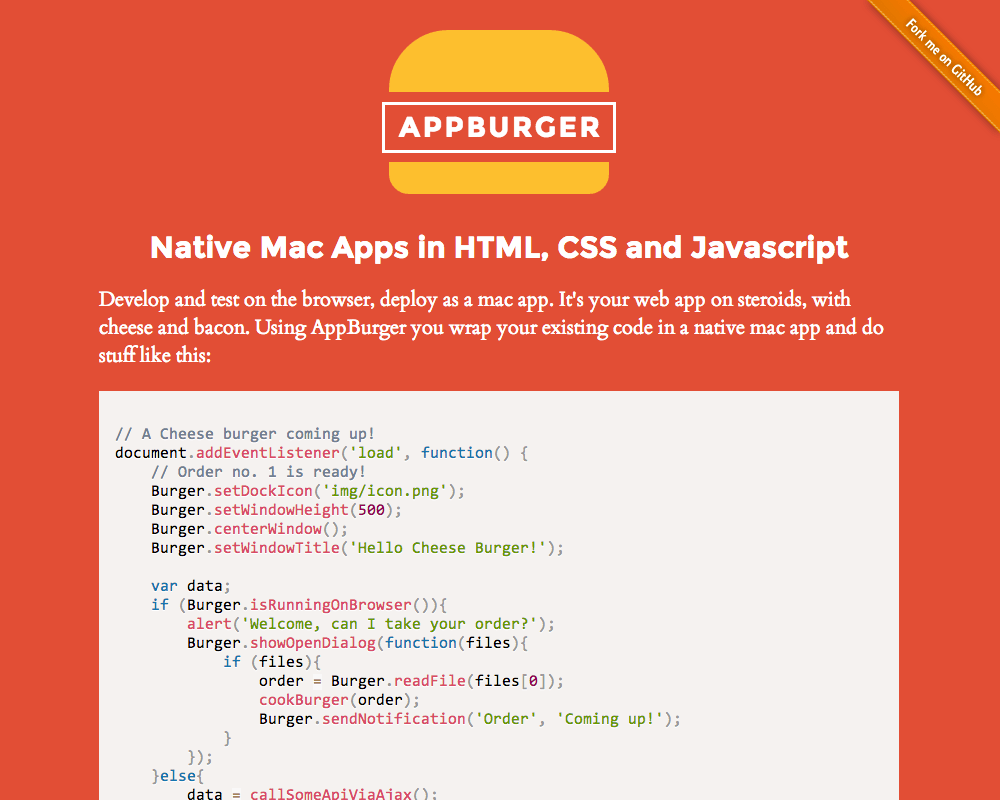 Fork me on GitHub
APPBURGER
Native Mac Apps in HTML, CSS and Javascript
Develop and test on the browser, deploy as a mac app. It's your web app on steroids, with
cheese and bacon. Using AppBurger you wrap your existing code in a native mac app and do
stuff like this:
// A Cheese burger coming up!
document.addEventListener('load', function() {
    // Order no. 1 is ready!
    Burger.setDockIcon('img/icon.png');
    Burger.setWindowHeight(500);
    Burger.centerWindow();
    Burger.setWindowTitle('Hello Cheese Burger!');
    var data;
    if (Burger.isRunningOnBrowser()){
        alert('Welcome, can I take your order?');
        Burger.showOpenDialog(function(files){
            if (files){
                order = Burger.readFile(files[0]);
                cookBurger(order);
                Burger.sendNotification('Order', 'Coming up!');
            }
        });
    }else{
        data = callSomeApiViaAjax();